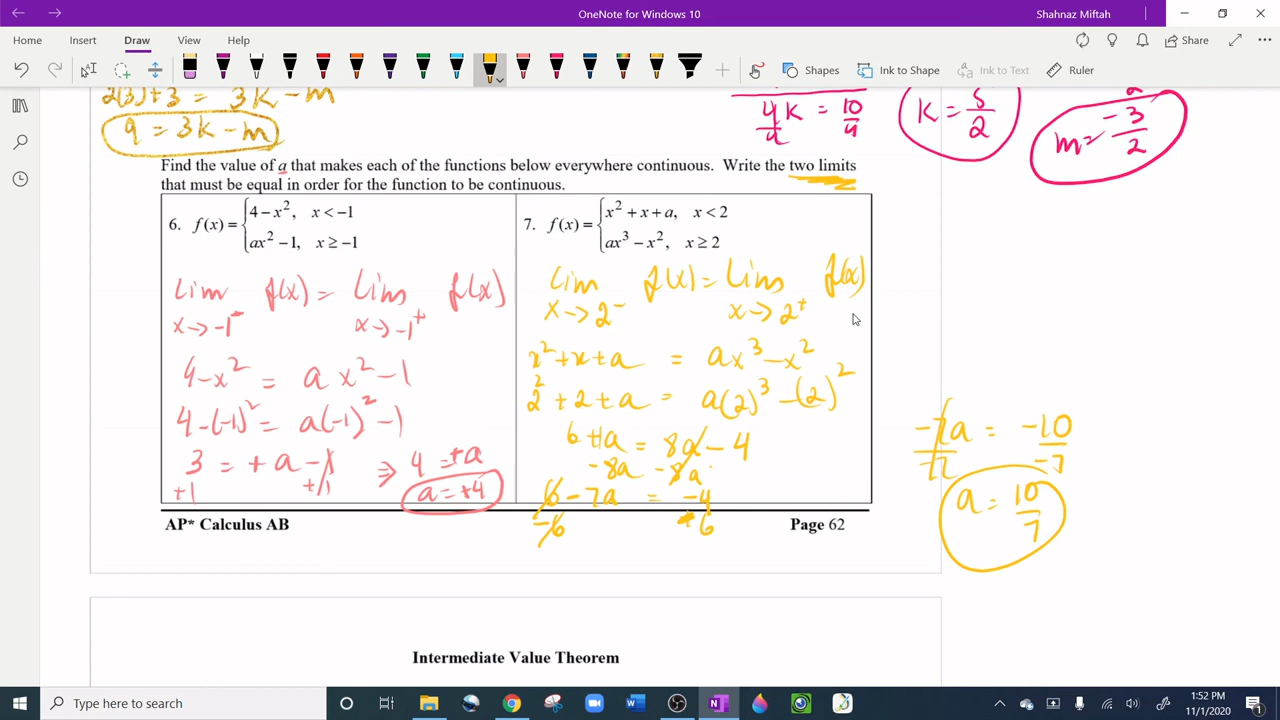 OneNote for Windows 10
Shahnaz Miftah
Home Insert Draw View Help
Share
Shapes Ink to Shape Ink to Text Ruler
2(3)+3 = 3k-m
9 = 3k-m
4k = 10
4 4
k = 5/2
m = -3/2
Find the value of a that makes each of the functions below everywhere continuous. Write the two limits
that must be equal in order for the function to be continuous.
6. f(x) = { 4-x², x < -1
ax² -1, x ≥ -1
lim f(x) = lim f(x)
x→-1⁻ x→-1⁺
4-x² = ax²-1
4-(-1)² = a(-1)²-1
3 = +a-1 ⇒ 4 = +a
+1 +1 a = +4
7. f(x) = { x² + x + a, x < 2
ax³ - x², x ≥ 2
lim f(x) = lim f(x)
x→2⁻ x→2⁺
x²+x+a = ax³-x²
2²+2+a = a(2)³-(2)²
6+a = 8a-4
-8a -8a
6-7a = -4
-6 -6
-7a = -10
-7 -7
a = 10/7
AP* Calculus AB Page 62
Intermediate Value Theorem
Type here to search
1:52 PM
11/1/2020